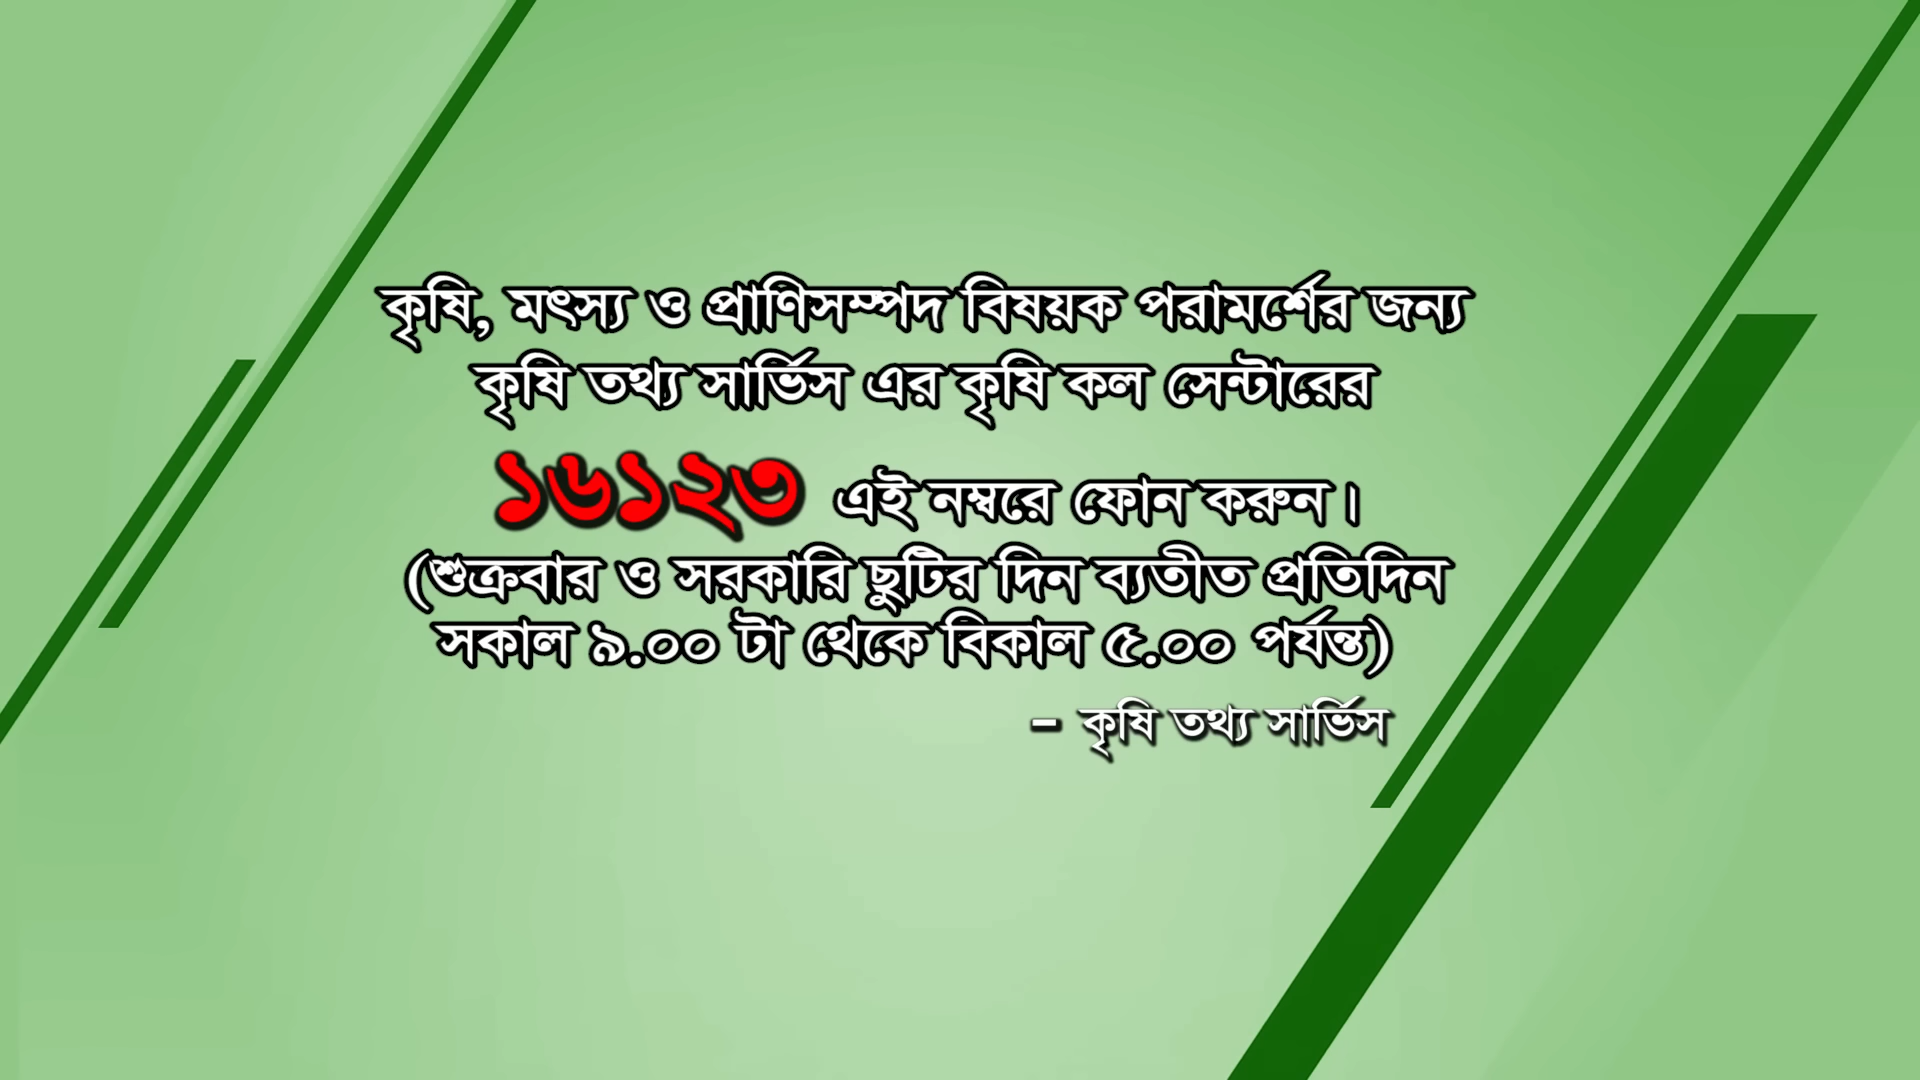 কৃষি, মৎস্য ও প্রাণিসম্পদ বিষয়ক পরামর্শের জন্য
কৃষি তথ্য সার্ভিস এর কৃষি কল সেন্টারের
১৬১২৩ এই নম্বরে ফোন করুন।
(শুক্রবার ও সরকারি ছুটির দিন ব্যতীত প্রতিদিন
সকাল ৯.০০ টা থেকে বিকাল ৫.০০ পর্যন্ত)
- কৃষি তথ্য সার্ভিস